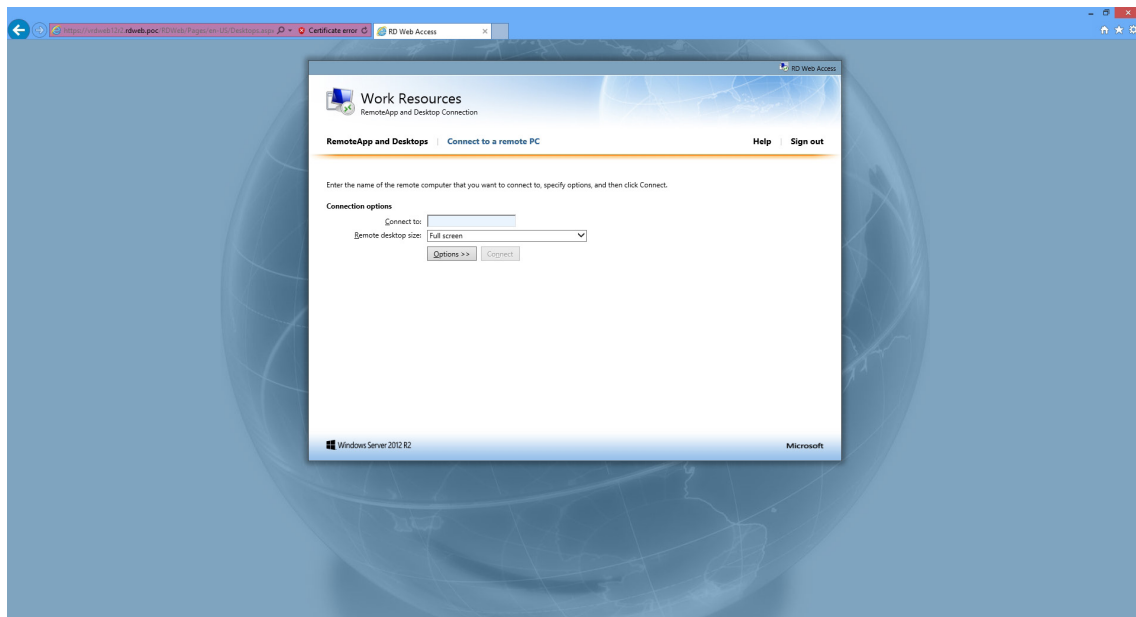 https://vrdweb12r2.rdweb.poc/RDWeb/Pages/en-US/Desktops.aspx Certificate error RD Web Access
RD Web Access
Work Resources
RemoteApp and Desktop Connection
RemoteApp and Desktops Connect to a remote PC Help Sign out
Enter the name of the remote computer that you want to connect to, specify options, and then click Connect.
Connection options
Connect to:
Remote desktop size: Full screen
Options >> Connect
Windows Server 2012 R2 Microsoft